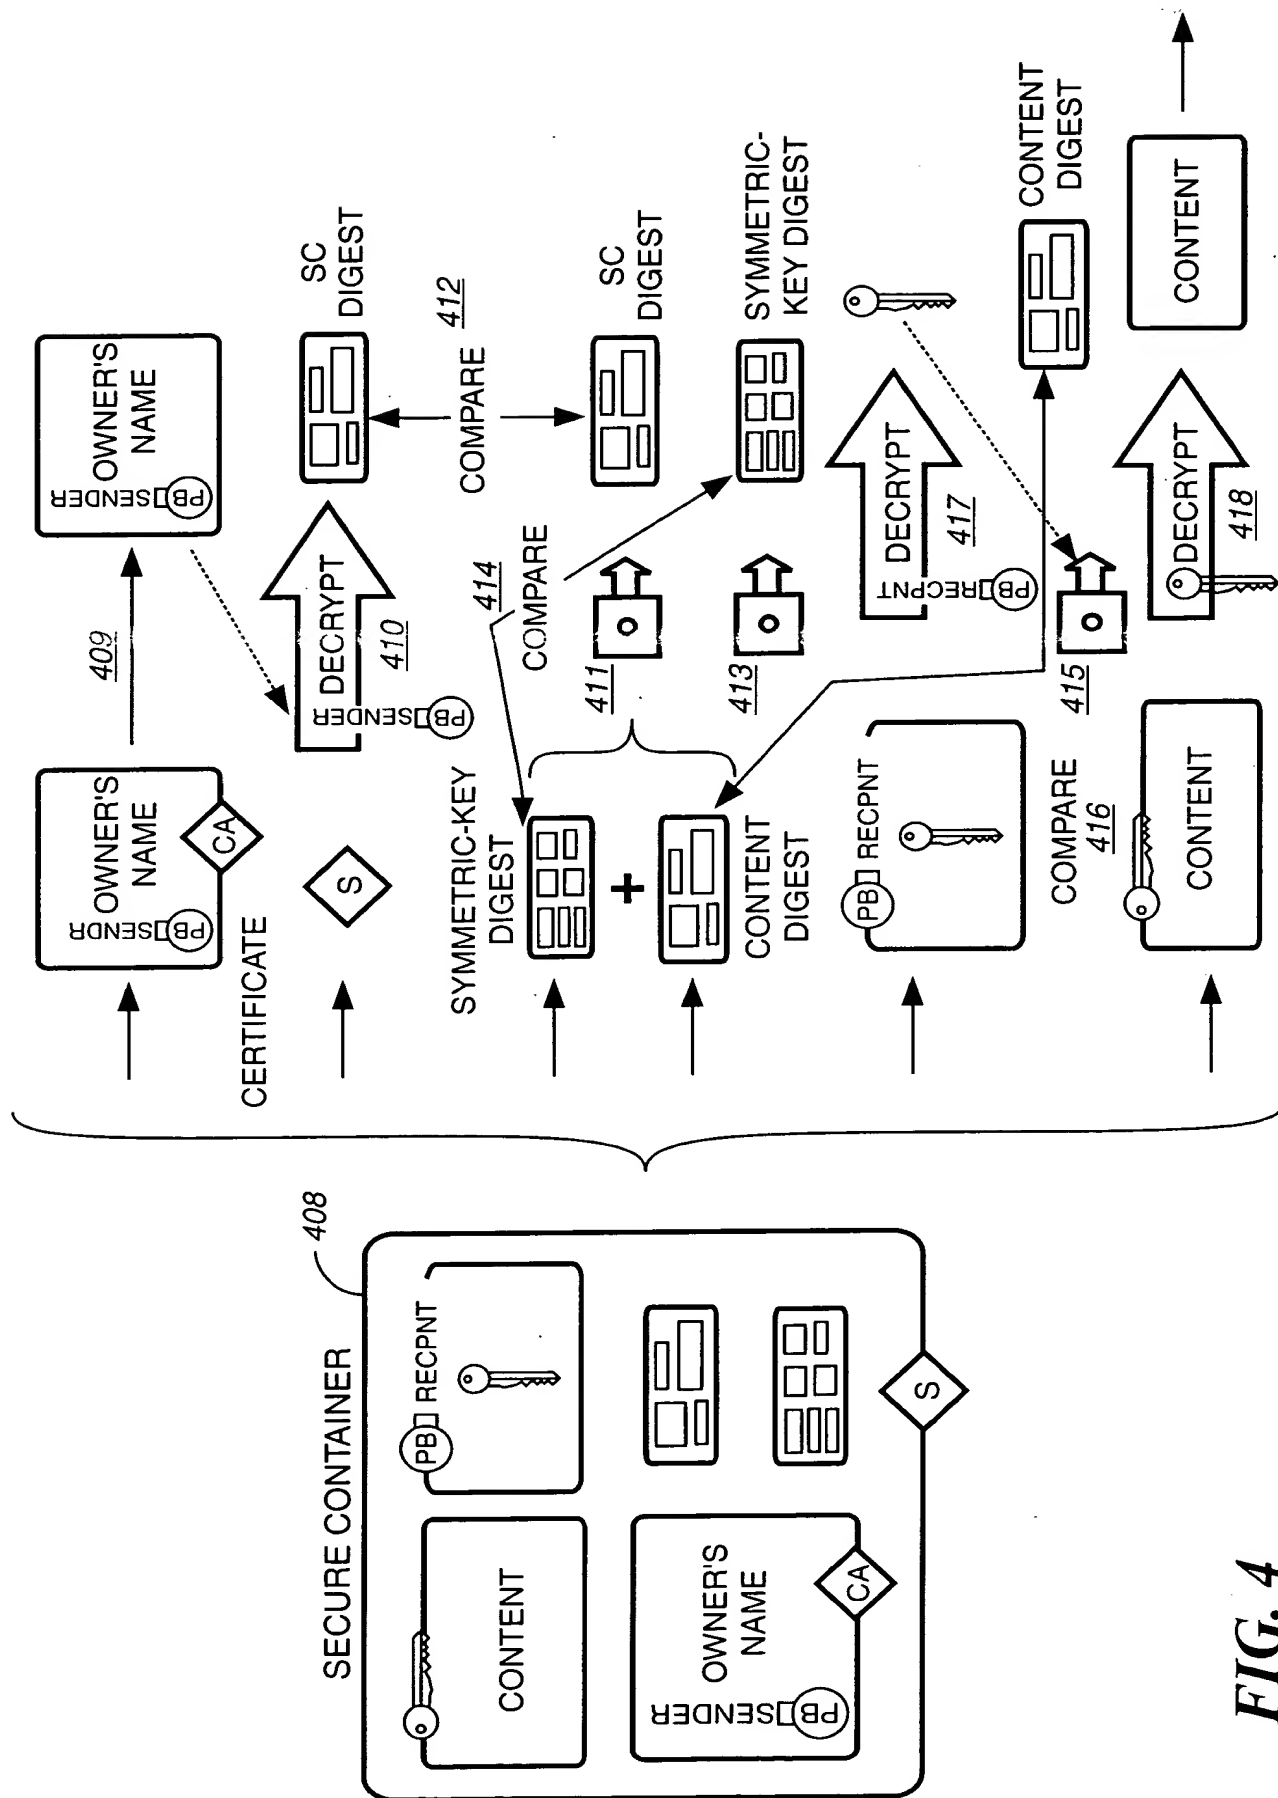 SECURE CONTAINER
408
CONTENT
PB RECPNT
OWNER'S
NAME
PB SENDER
CA
S
OWNER'S
NAME
PB SENDR
CA
CERTIFICATE
409
OWNER'S
NAME
PB SENDER
S
DECRYPT
410
PB SENDER
SC
DIGEST
COMPARE 412
SYMMETRIC-KEY
DIGEST
+
CONTENT
DIGEST
414
COMPARE
411
SC
DIGEST
413
SYMMETRIC-
KEY DIGEST
PB RECPNT
DECRYPT
417
PB RECPNT
COMPARE
416
415
CONTENT
DIGEST
CONTENT
DECRYPT
418
CONTENT
FIG. 4